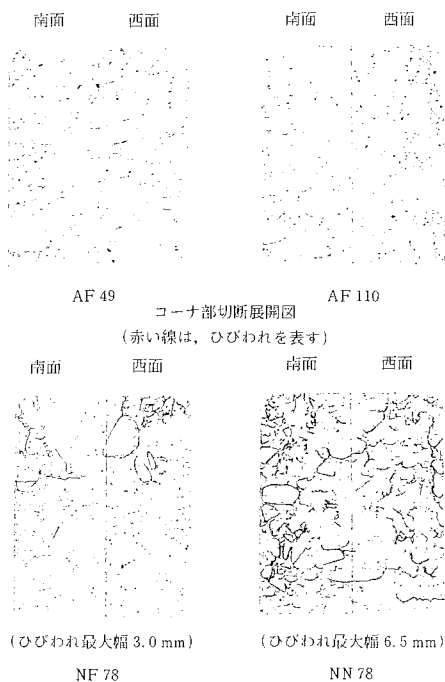 南面 西面 南面 西面
AF 49 AF 110
コーナ部切断展開図
(赤い線は，ひびわれを表す)
南面 西面 南面 西面
(ひびわれ最大幅 3.0 mm) (ひびわれ最大幅 6.5 mm)
NF 78 NN 78